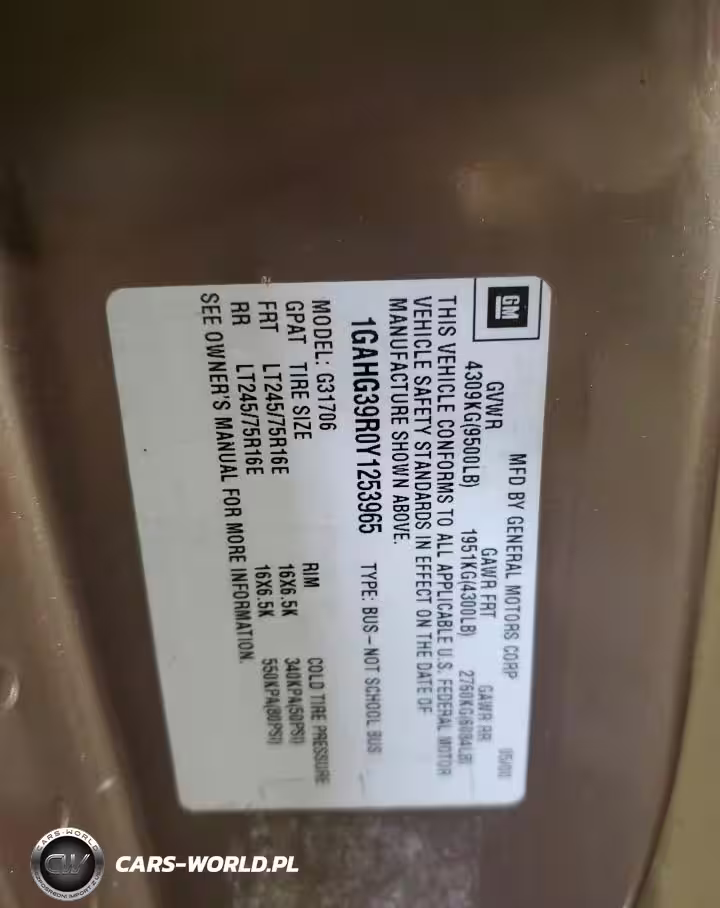 GM
MFD BY GENERAL MOTORS CORP 05/00
GVWR GAWR FRT GAWR RR
4309KG(9500LB) 1951KG(4300LB) 2760KG(6084LB)
THIS VEHICLE CONFORMS TO ALL APPLICABLE U.S. FEDERAL MOTOR
VEHICLE SAFETY STANDARDS IN EFFECT ON THE DATE OF
MANUFACTURE SHOWN ABOVE.
1GAHG39R0Y1253965 TYPE: BUS-NOT SCHOOL BUS
MODEL: G31706
GPAT TIRE SIZE RIM COLD TIRE PRESSURE
FRT LT245/75R16E 16X6.5K 340KPA(50PSI)
RR LT245/75R16E 16X6.5K 550KPA(80PSI)
SEE OWNER'S MANUAL FOR MORE INFORMATION.
CARS-WORLD
CW
CARS-WORLD.PL